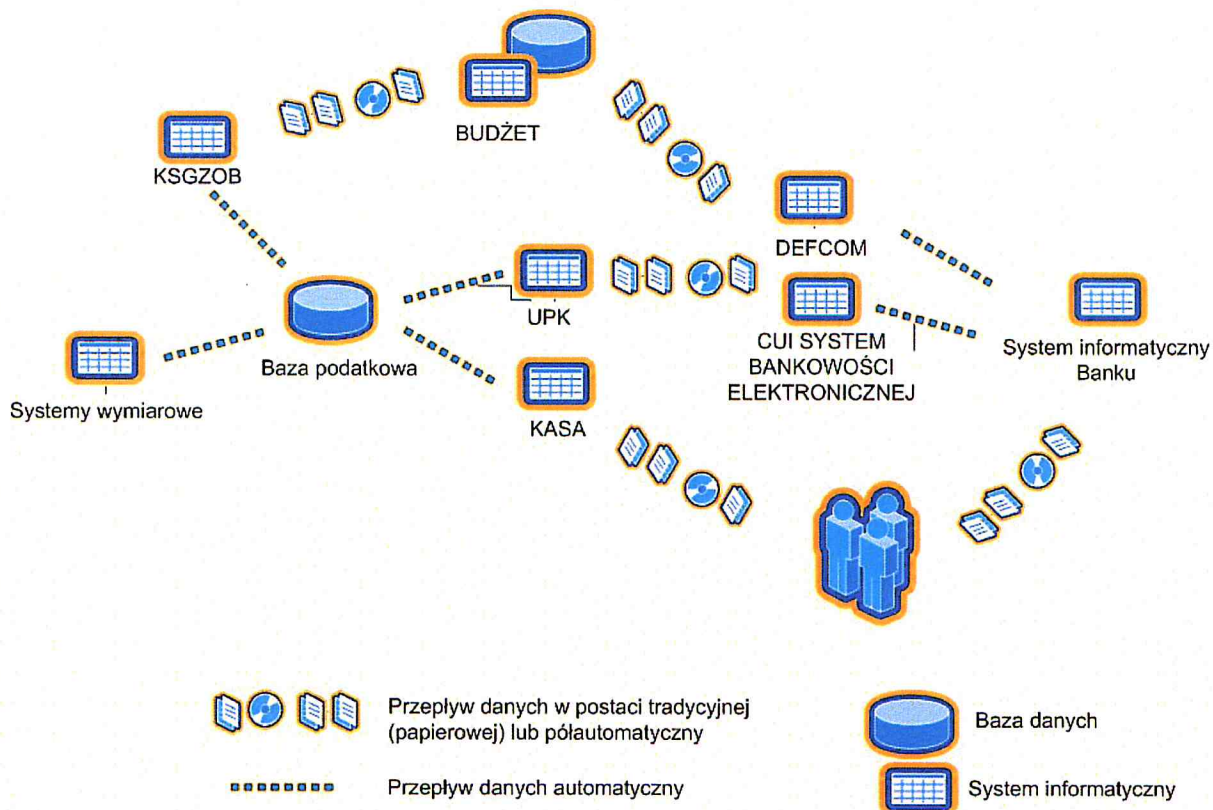 BUDŻET
KSGZOB
DEFCOM
UPK
Baza podatkowa
CUI SYSTEM
BANKOWOŚCI
ELEKTRONICZNEJ
System informatyczny
Banku
Systemy wymiarowe
KASA
Przepływ danych w postaci tradycyjnej
(papierowej) lub półautomatyczny
Baza danych
Przepływ danych automatyczny
System informatyczny